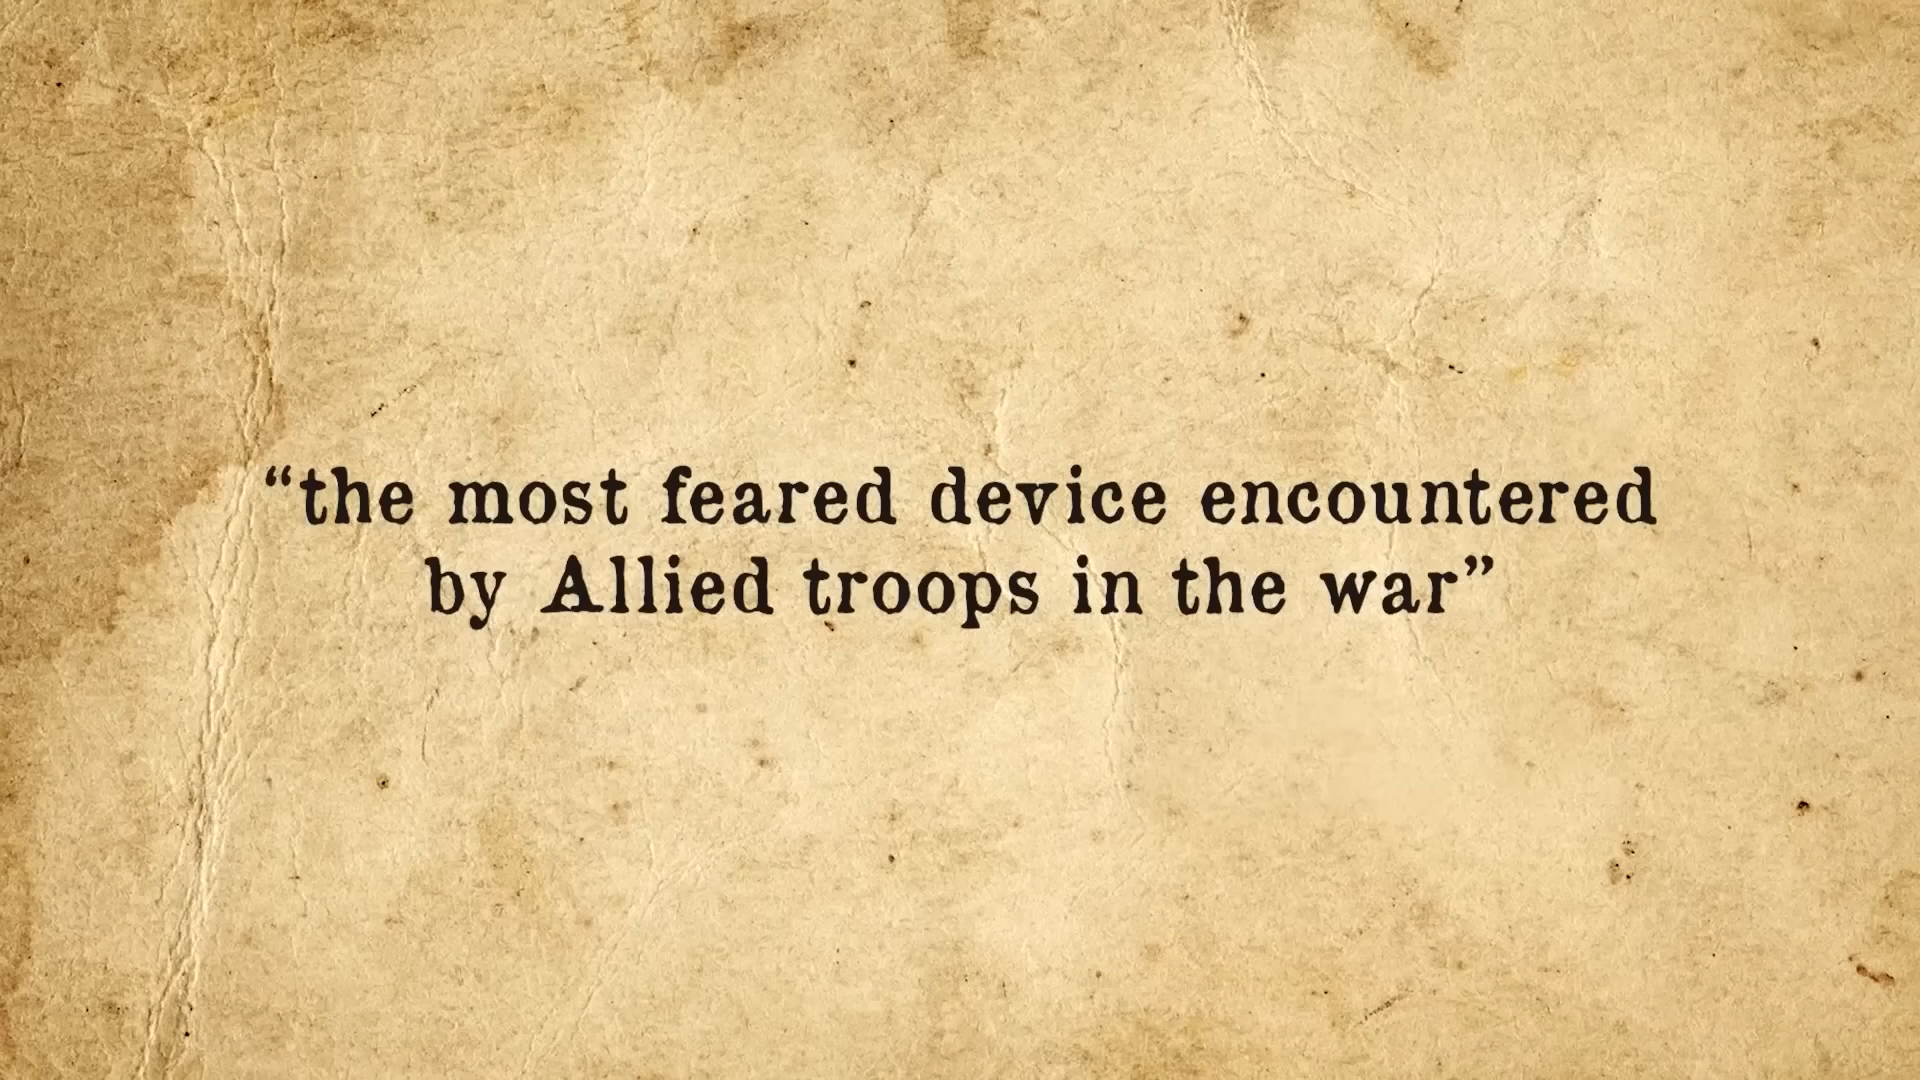 “the most feared device encountered
by Allied troops in the war”